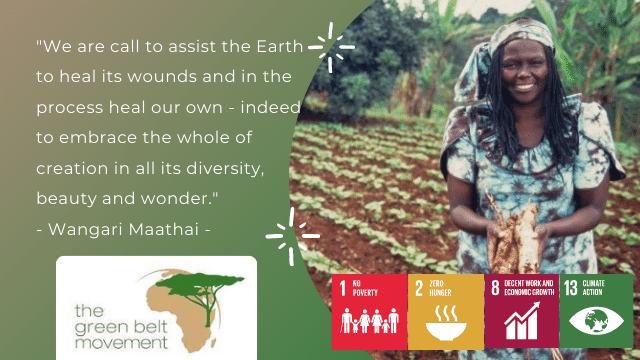 "We are call to assist the Earth
to heal its wounds and in the
process heal our own - indeed
to embrace the whole of
creation in all its diversity,
beauty and wonder."
- Wangari Maathai -
the
green belt
movement
1 NO
POVERTY
2 ZERO
HUNGER
8 DECENT WORK AND
ECONOMIC GROWTH
13 CLIMATE
ACTION